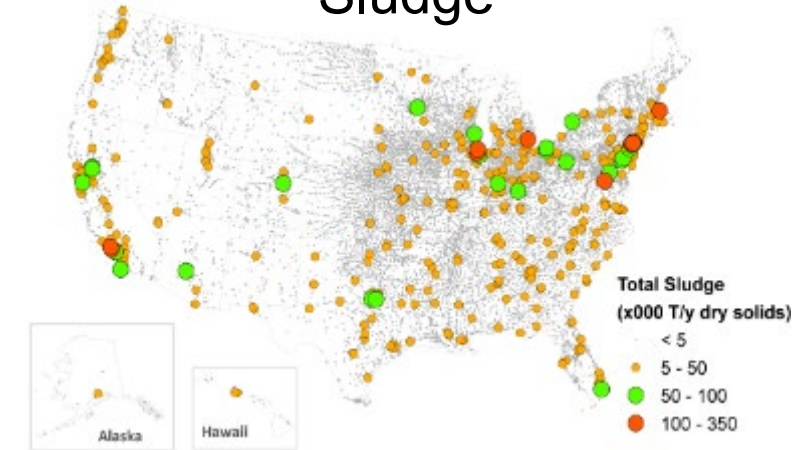 Sludge
Total Sludge
(x000 T/y dry solids)
< 5
5 - 50
50 - 100
100 - 350
Alaska
Hawaii